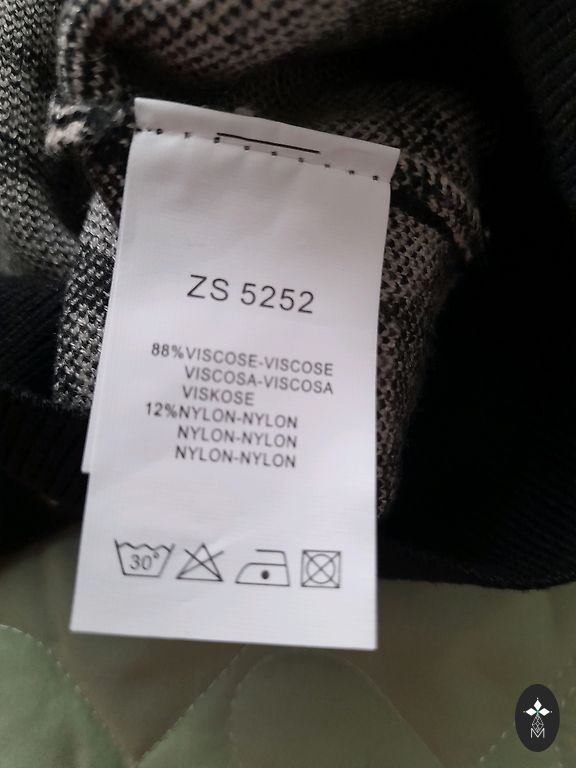 ZS 5252
88%VISCOSE-VISCOSE
VISCOSA-VISCOSA
VISKOSE
12%NYLON-NYLON
NYLON-NYLON
NYLON-NYLON
30°
M